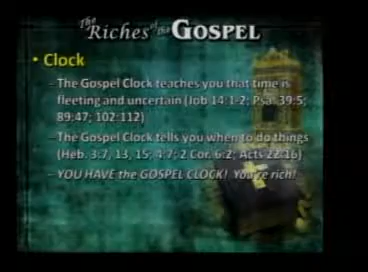 The Riches of the GOSPEL
• Clock
– The Gospel Clock teaches you that time is
fleeting and uncertain (Job 14:1-2; Psa. 39:5;
89:47; 102:112)
– The Gospel Clock tells you when to do things
(Heb. 3:7, 13, 15; 4:7; 2 Cor. 6:2; Acts 22:16)
– YOU HAVE the GOSPEL CLOCK! You're rich!